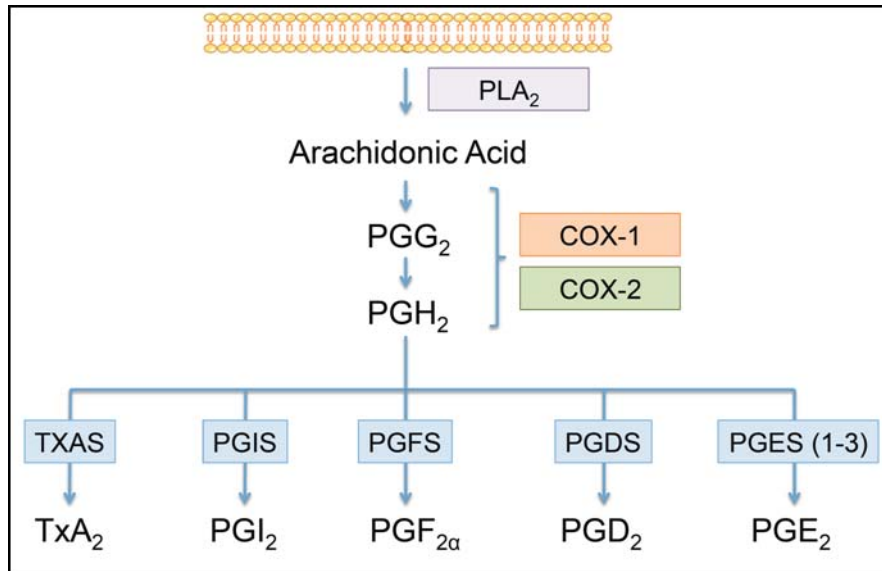 PLA₂
Arachidonic Acid
PGG₂
COX-1
COX-2
PGH₂
TXAS PGIS PGFS PGDS PGES (1-3)
TxA₂ PGI₂ PGF₂α PGD₂ PGE₂